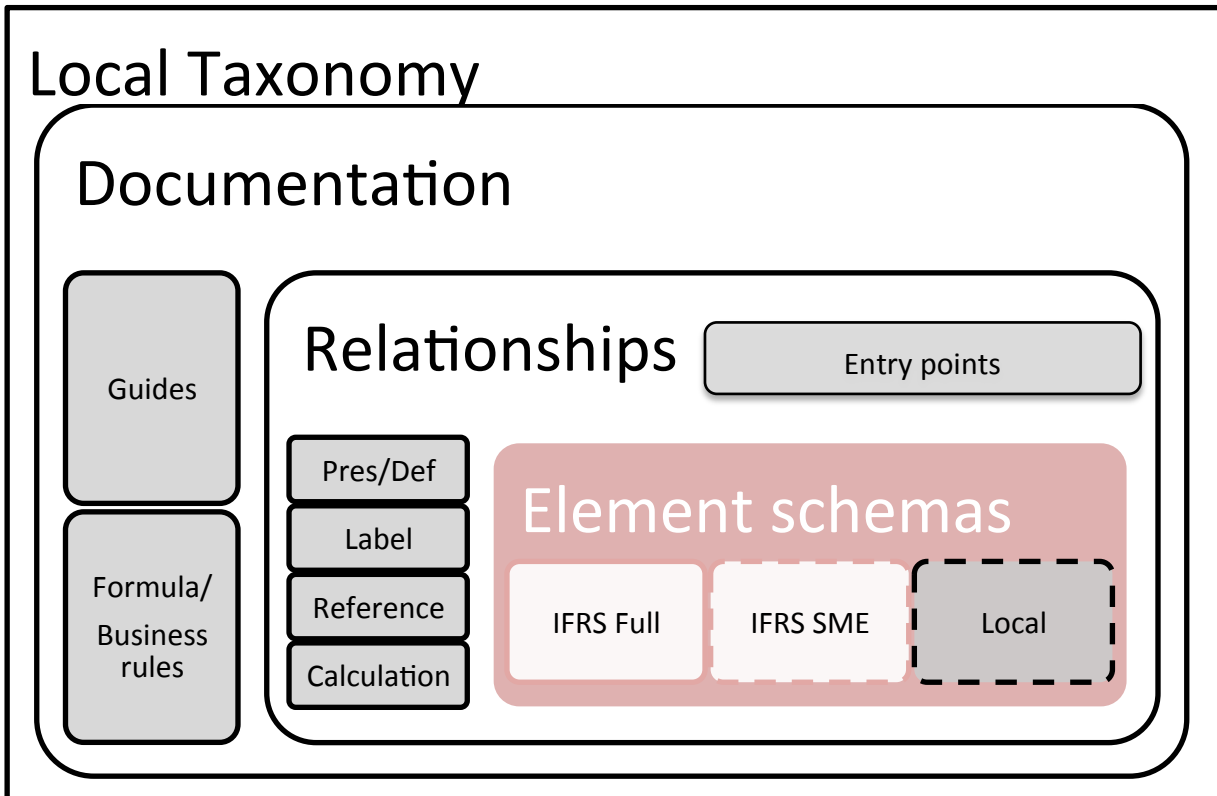 Local Taxonomy
Documentation
Guides
Formula/
Business
rules
Relationships
Entry points
Pres/Def
Label
Reference
Calculation
Element schemas
IFRS Full
IFRS SME
Local